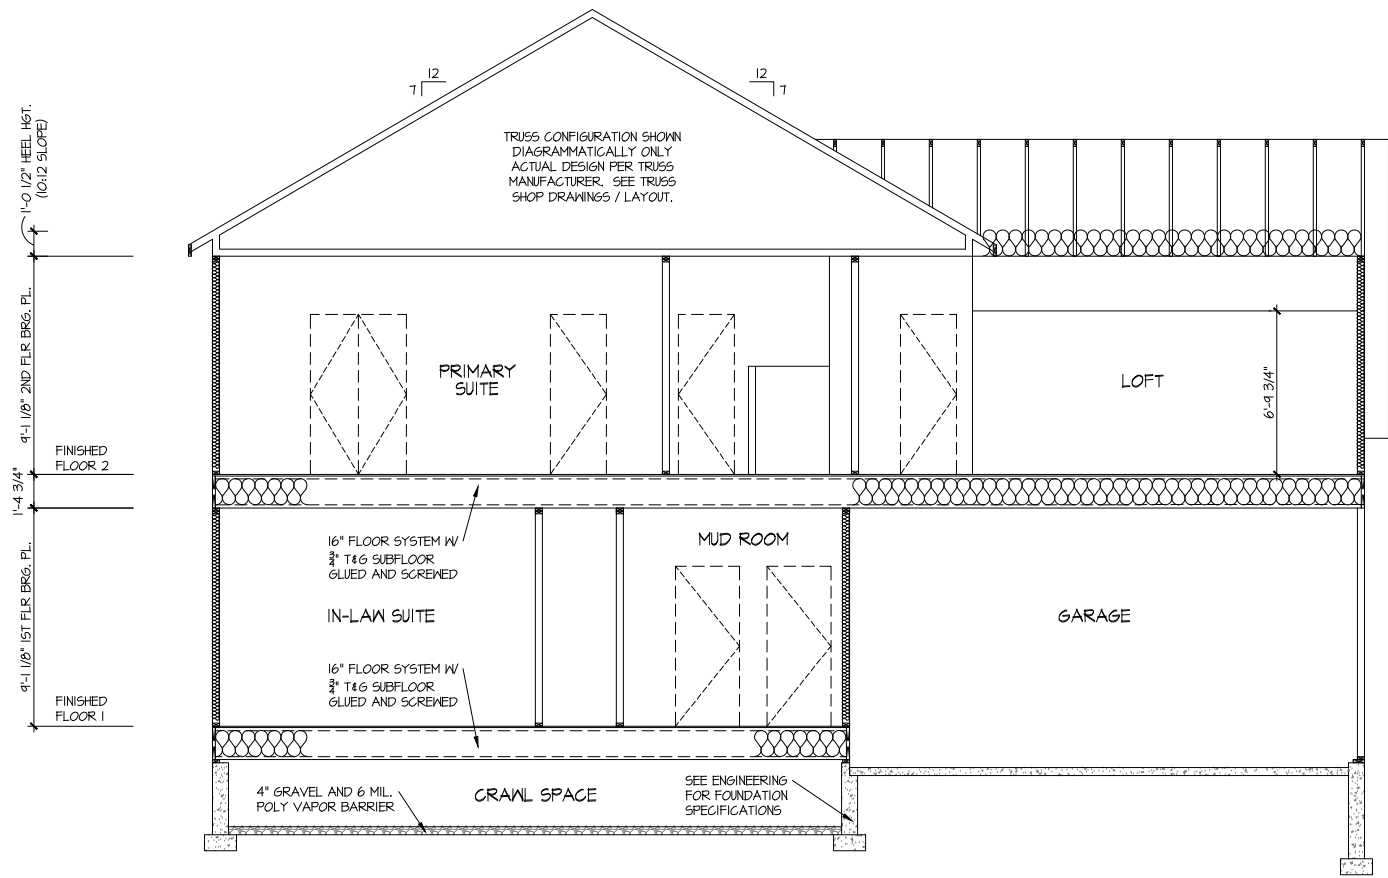 12
7
12
7
TRUSS CONFIGURATION SHOWN
DIAGRAMMATICALLY ONLY
ACTUAL DESIGN PER TRUSS
MANUFACTURER. SEE TRUSS
SHOP DRAWINGS / LAYOUT.
1'-0 1/2" HEEL HGT.
(10:12 SLOPE)
9'-1 1/8" 2ND FLR BRG. PL.
PRIMARY
SUITE
LOFT
6'-9 3/4"
FINISHED
FLOOR 2
1'-4 3/4"
16" FLOOR SYSTEM W/
3/4" T&G SUBFLOOR
GLUED AND SCREWED
MUD ROOM
9'-1 1/8" 1ST FLR BRG. PL.
IN-LAW SUITE
GARAGE
16" FLOOR SYSTEM W/
3/4" T&G SUBFLOOR
GLUED AND SCREWED
FINISHED
FLOOR 1
4" GRAVEL AND 6 MIL.
POLY VAPOR BARRIER
CRAWL SPACE
SEE ENGINEERING
FOR FOUNDATION
SPECIFICATIONS